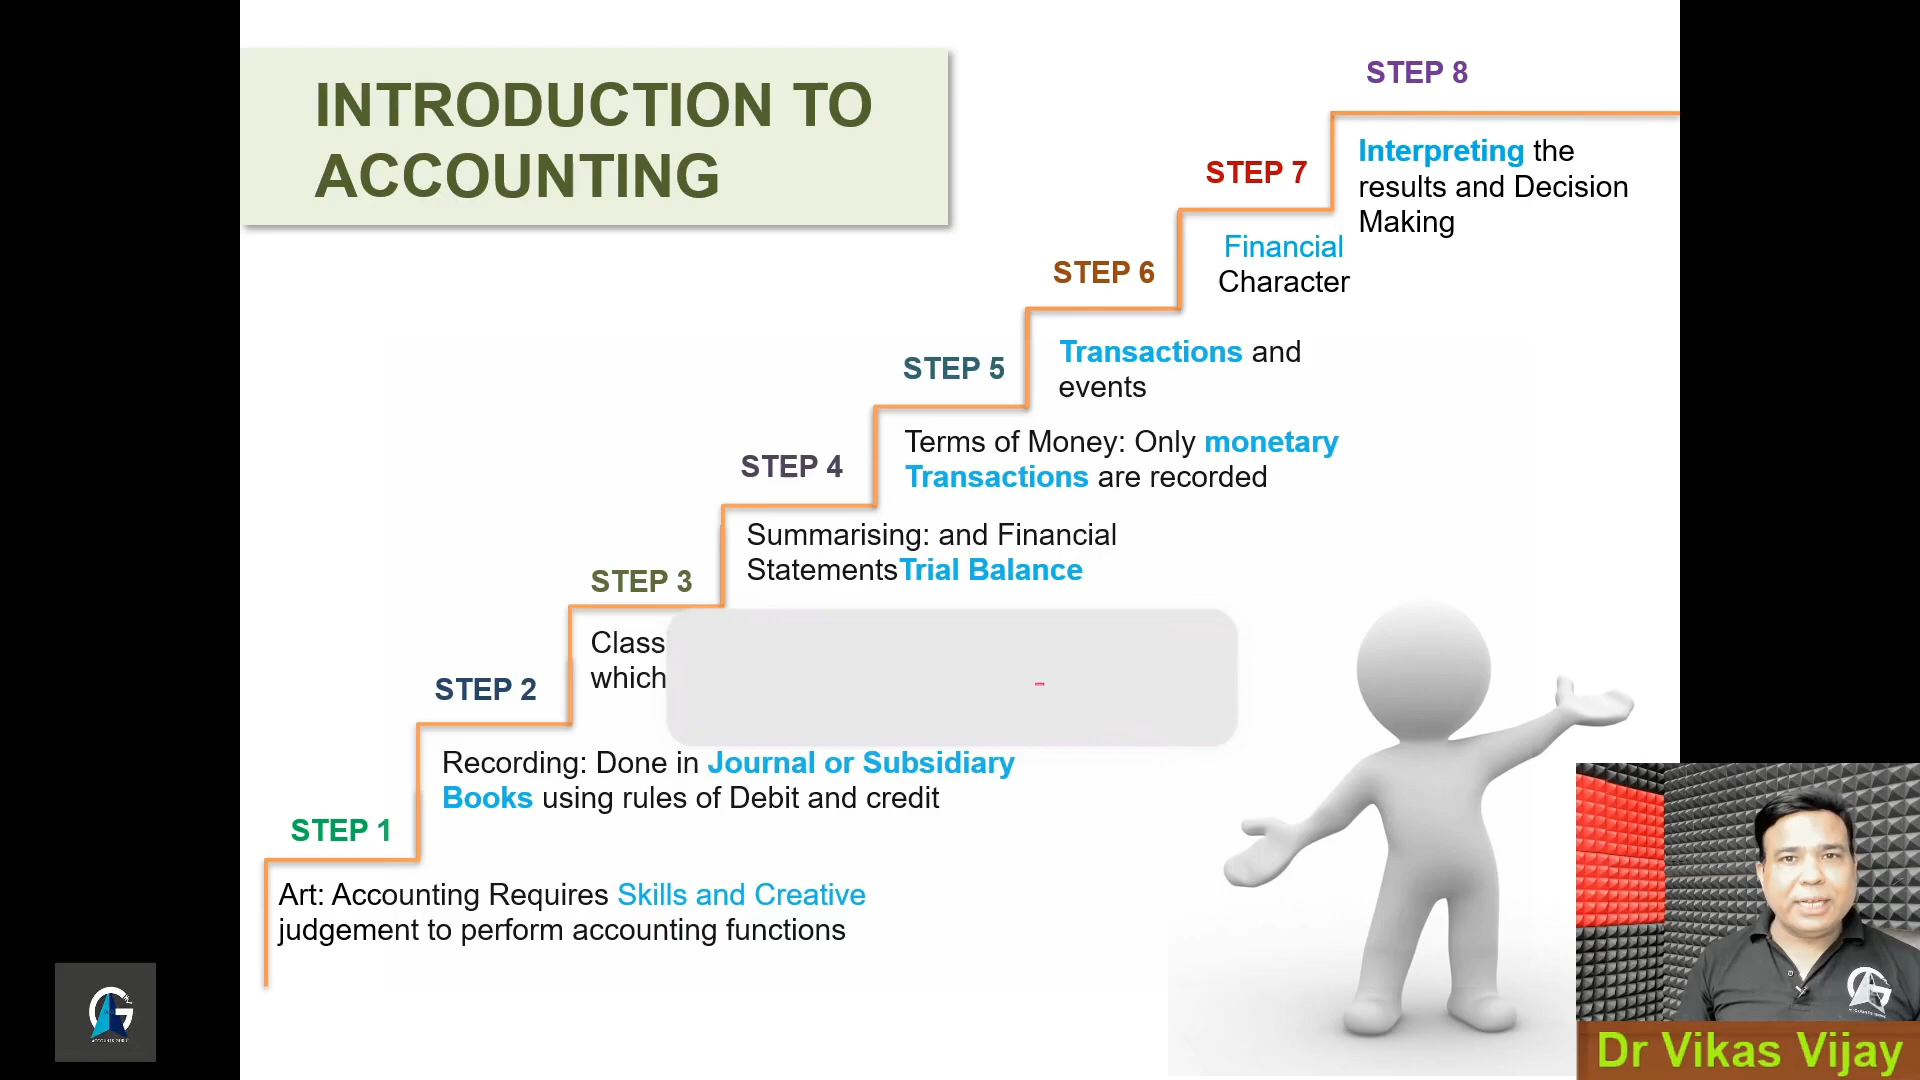 INTRODUCTION TO
ACCOUNTING
STEP 8
Interpreting the
results and Decision
Making
STEP 7
Financial
Character
STEP 6
Transactions and
events
STEP 5
Terms of Money: Only monetary
Transactions are recorded
STEP 4
Summarising: and Financial
StatementsTrial Balance
STEP 3
Class
which
STEP 2
Recording: Done in Journal or Subsidiary
Books using rules of Debit and credit
STEP 1
Art: Accounting Requires Skills and Creative
judgement to perform accounting functions
Dr Vikas Vijay